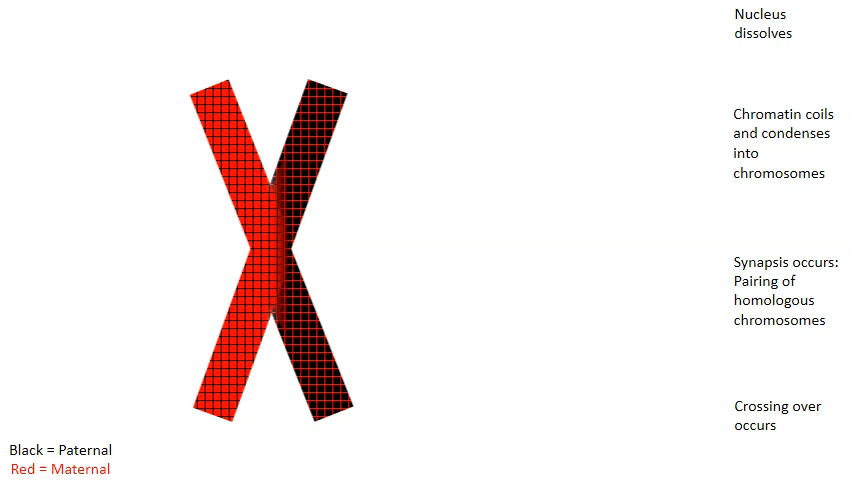 Nucleus
dissolves
Chromatin coils
and condenses
into
chromosomes
Synapsis occurs:
Pairing of
homologous
chromosomes
Crossing over
occurs
Black = Paternal
Red = Maternal